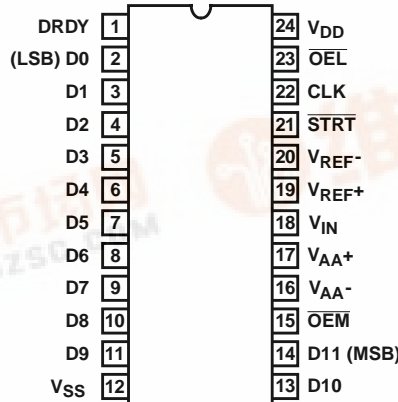 DRDY 1 24 VDD
(LSB) D0 2 23 OEL
D1 3 22 CLK
D2 4 21 STRT
D3 5 20 VREF-
D4 6 19 VREF+
D5 7 18 VIN
D6 8 17 VAA+
D7 9 16 VAA-
D8 10 15 OEM
D9 11 14 D11 (MSB)
VSS 12 13 D10